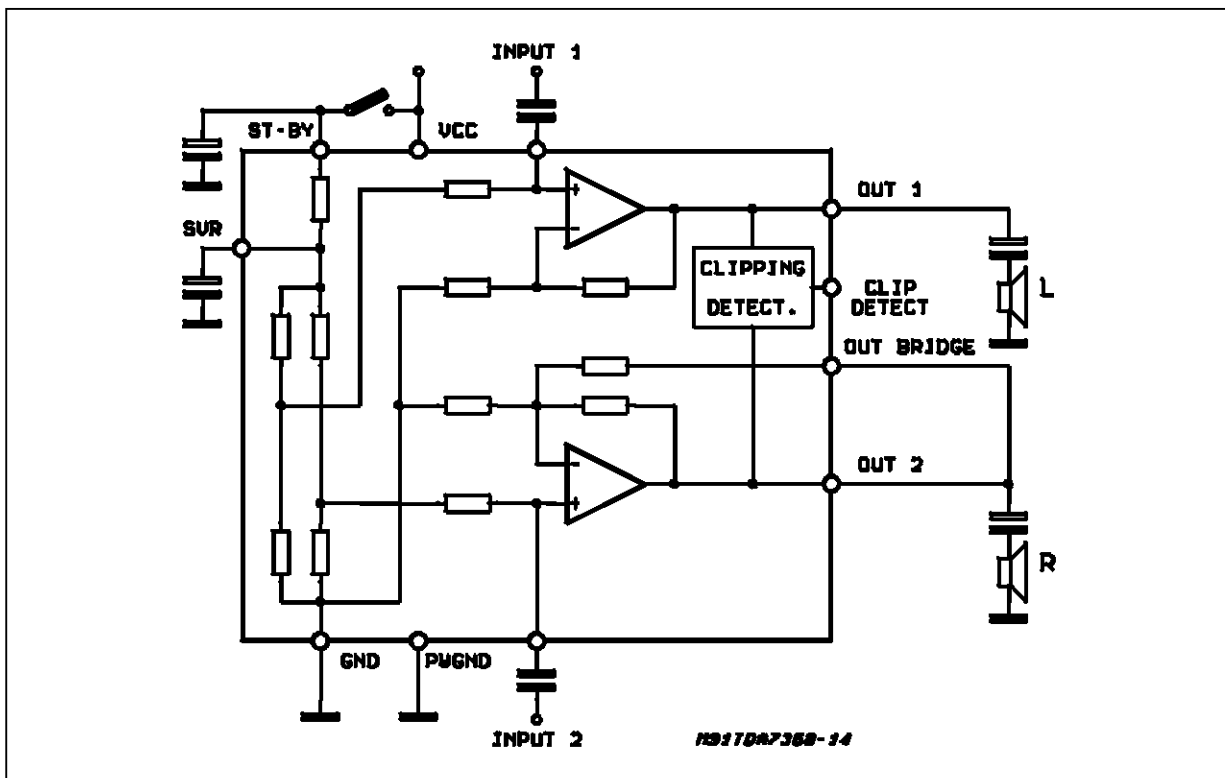 INPUT 1
ST-BY
VCC
OUT 1
SVR
CLIPPING
DETECT.
CLIP
DETECT
L
OUT BRIDGE
OUT 2
R
GND
PWGND
INPUT 2
M91TDA7360-14